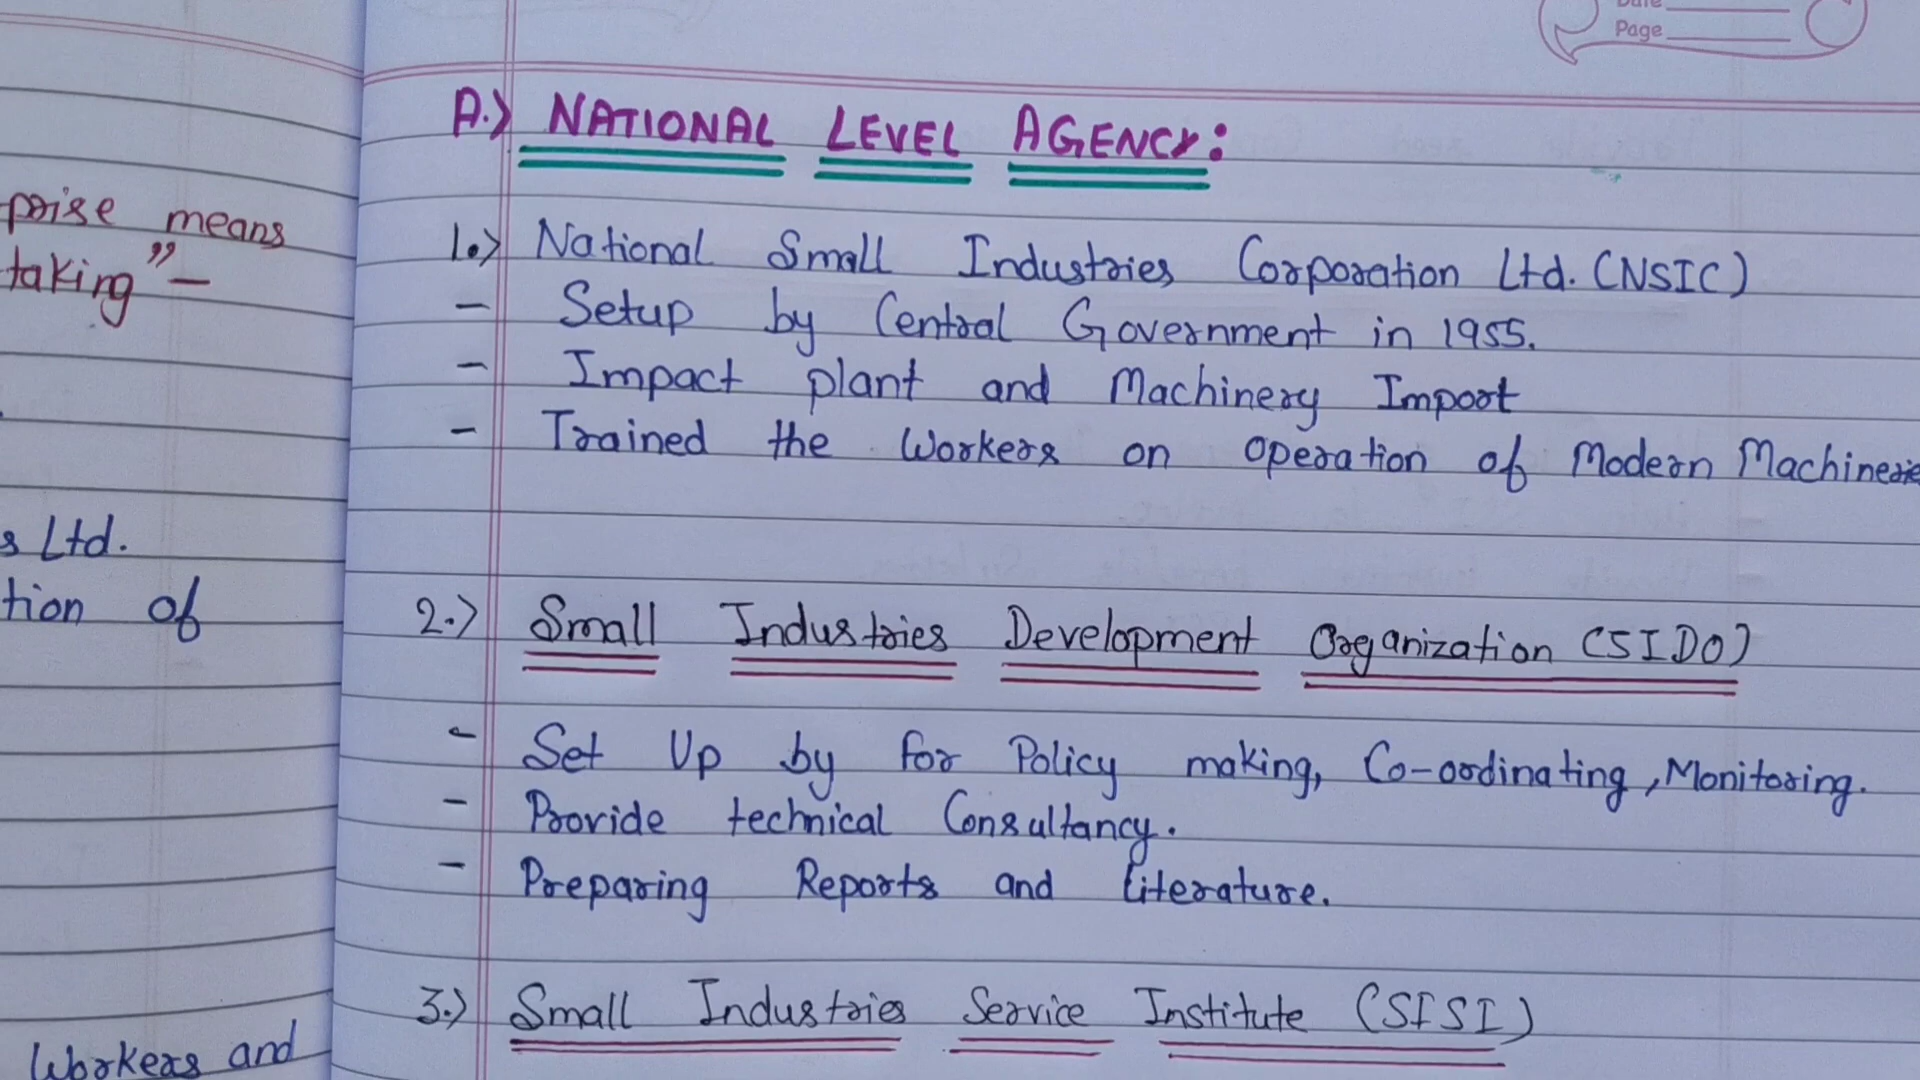 Date
Page
prise means
taking" -
s Ltd.
tion of
Workers and
A.) NATIONAL LEVEL AGENCY:
1.) National Small Industries Corporation Ltd. (NSIC)
- Setup by Central Government in 1955.
- Impact plant and Machinery Import
- Trained the Workers on operation of Modern Machinerie
2.) Small Industries Development Organization (SIDO)
- Set Up by for Policy making, Co-ordinating, Monitoring.
- Provide technical Consultancy.
- Preparing Reports and Literature.
3.) Small Industries Service Institute (SISI)